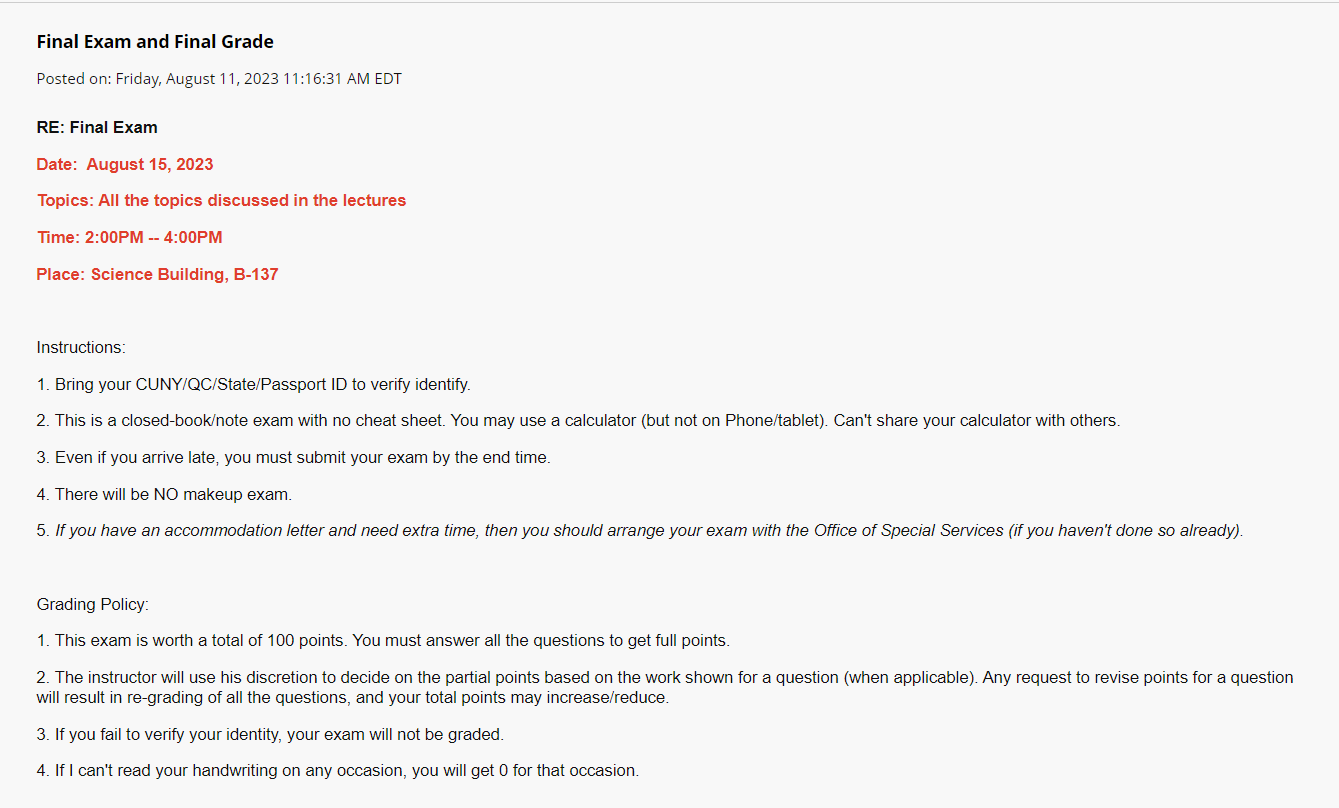 Final Exam and Final Grade
Posted on: Friday, August 11, 2023 11:16:31 AM EDT
RE: Final Exam
Date:  August 15, 2023
Topics: All the topics discussed in the lectures
Time: 2:00PM -- 4:00PM
Place: Science Building, B-137
Instructions:
1. Bring your CUNY/QC/State/Passport ID to verify identify.
2. This is a closed-book/note exam with no cheat sheet. You may use a calculator (but not on Phone/tablet). Can't share your calculator with others.
3. Even if you arrive late, you must submit your exam by the end time.
4. There will be NO makeup exam.
5. If you have an accommodation letter and need extra time, then you should arrange your exam with the Office of Special Services (if you haven't done so already).
Grading Policy:
1. This exam is worth a total of 100 points. You must answer all the questions to get full points.
2. The instructor will use his discretion to decide on the partial points based on the work shown for a question (when applicable). Any request to revise points for a question
will result in re-grading of all the questions, and your total points may increase/reduce.
3. If you fail to verify your identity, your exam will not be graded.
4. If I can't read your handwriting on any occasion, you will get 0 for that occasion.